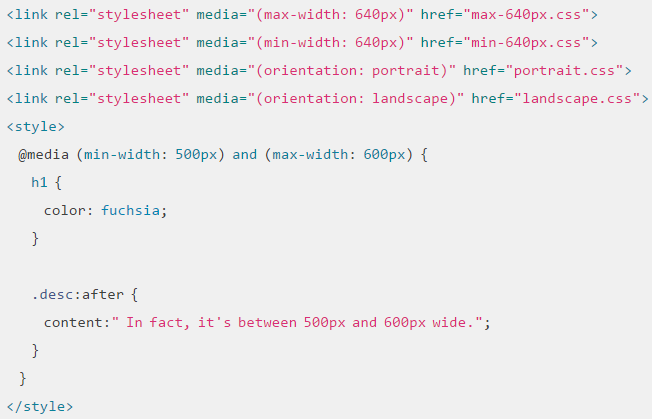 <link rel="stylesheet" media="(max-width: 640px)" href="max-640px.css">
<link rel="stylesheet" media="(min-width: 640px)" href="min-640px.css">
<link rel="stylesheet" media="(orientation: portrait)" href="portrait.css">
<link rel="stylesheet" media="(orientation: landscape)" href="landscape.css">
<style>
  @media (min-width: 500px) and (max-width: 600px) {
    h1 {
      color: fuchsia;
    }

    .desc:after {
      content:" In fact, it's between 500px and 600px wide.";
    }
  }
</style>